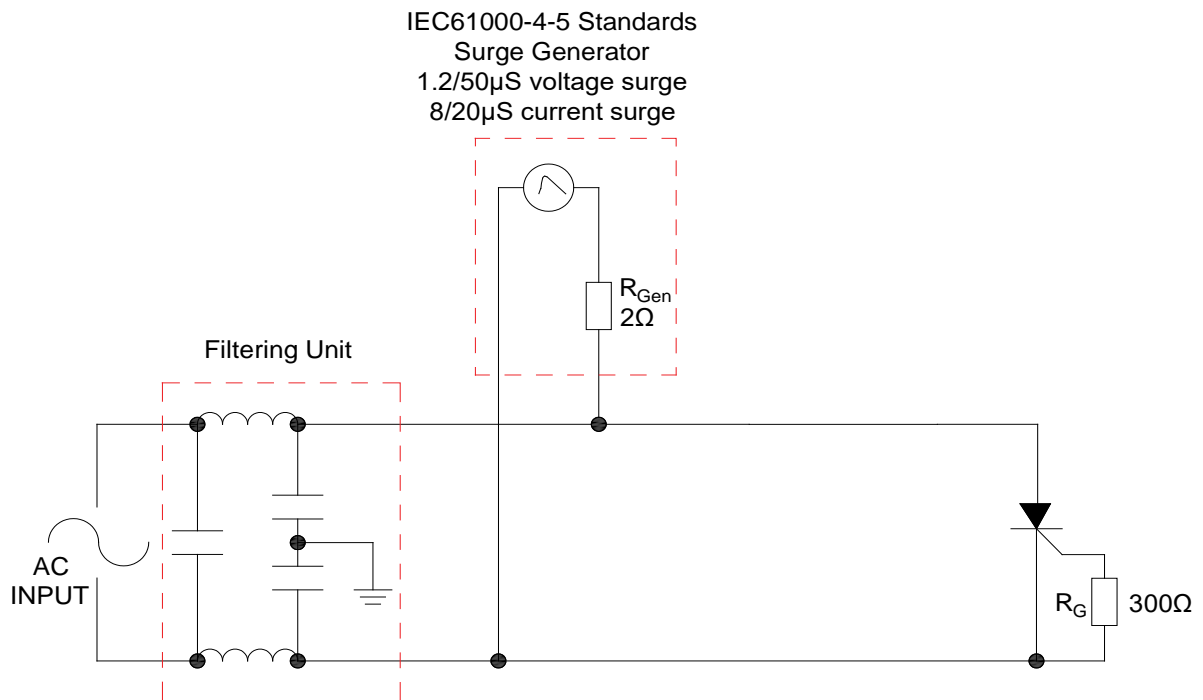 IEC61000-4-5 Standards
Surge Generator
1.2/50μS voltage surge
8/20μS current surge
RGen
2Ω
Filtering Unit
AC
INPUT
RG 300Ω